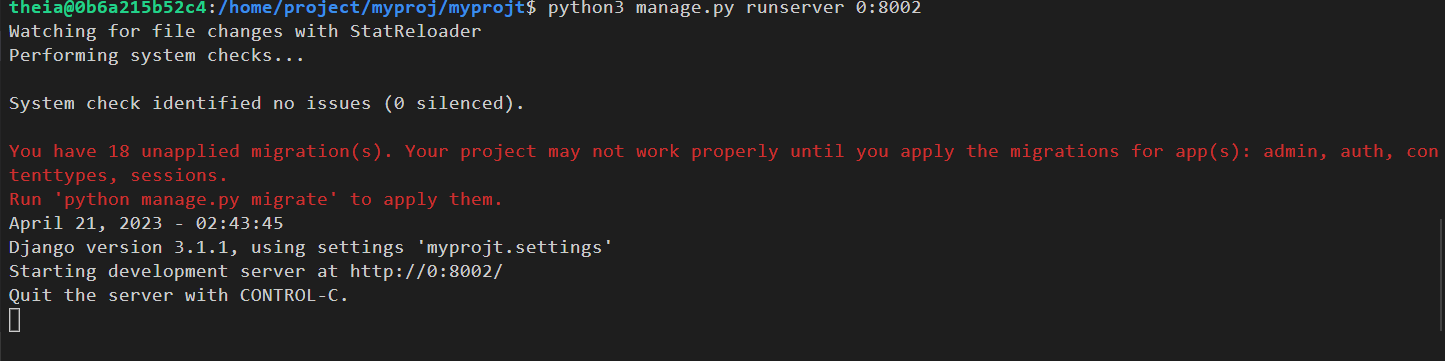 theia@0b6a215b52c4:/home/project/myproj/myprojt$ python3 manage.py runserver 0:8002
Watching for file changes with StatReloader
Performing system checks...
System check identified no issues (0 silenced).
You have 18 unapplied migration(s). Your project may not work properly until you apply the migrations for app(s): admin, auth, con
tenttypes, sessions.
Run 'python manage.py migrate' to apply them.
April 21, 2023 - 02:43:45
Django version 3.1.1, using settings 'myprojt.settings'
Starting development server at http://0:8002/
Quit the server with CONTROL-C.